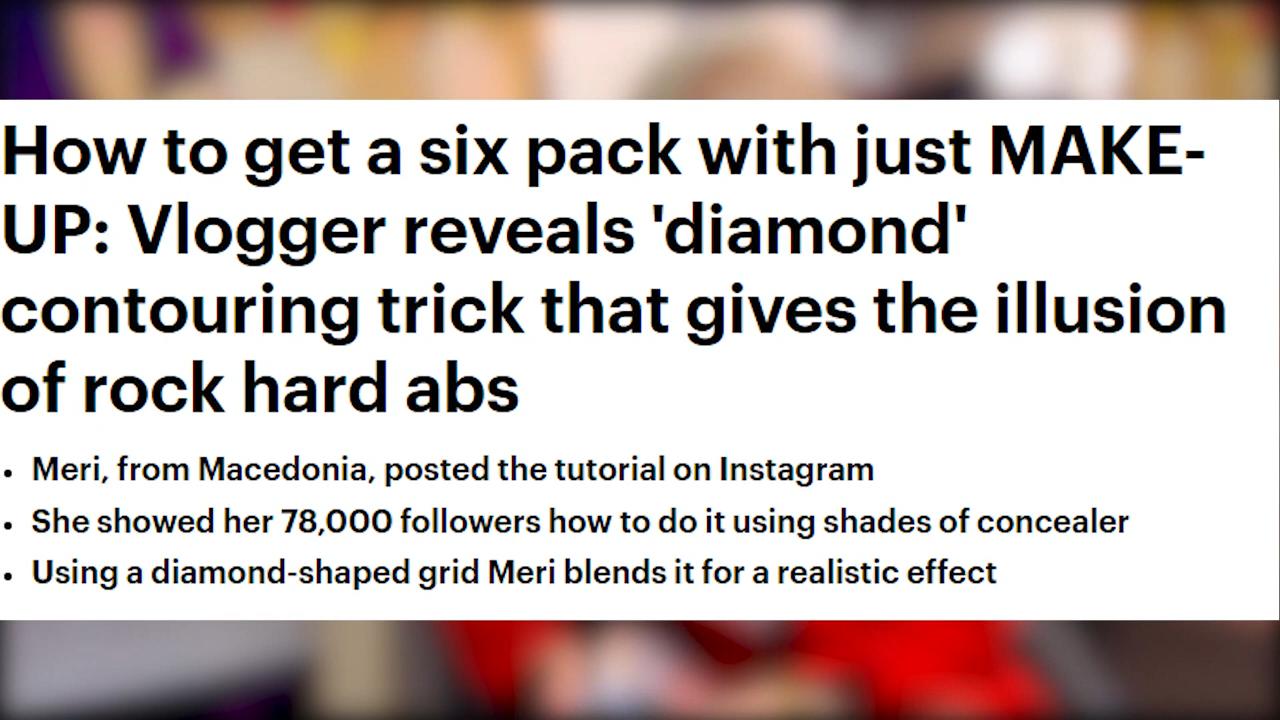 How to get a six pack with just MAKE-
UP: Vlogger reveals 'diamond'
contouring trick that gives the illusion
of rock hard abs
• Meri, from Macedonia, posted the tutorial on Instagram
• She showed her 78,000 followers how to do it using shades of concealer
• Using a diamond-shaped grid Meri blends it for a realistic effect